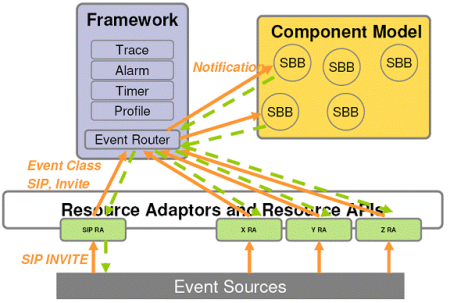 Framework
Component Model
Trace
Alarm
Timer
Profile
Event Router
Notification
SBB
SBB
SBB
SBB
SBB
Event Class
SIP, Invite
Resource Adaptors and Resource APIs
SIP RA
X RA
Y RA
Z RA
SIP INVITE
Event Sources